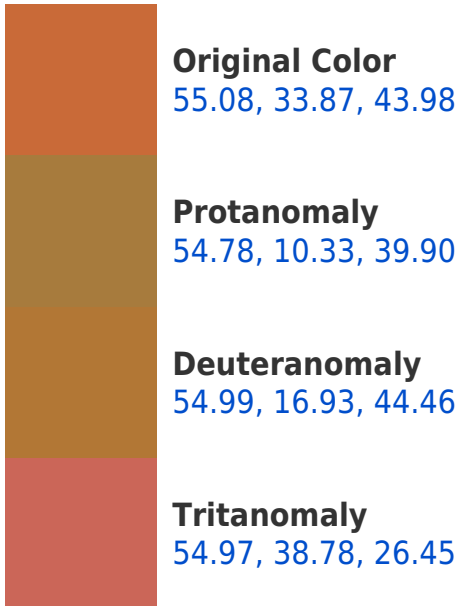 Original Color
55.08, 33.87, 43.98
Protanomaly
54.78, 10.33, 39.90
Deuteranomaly
54.99, 16.93, 44.46
Tritanomaly
54.97, 38.78, 26.45